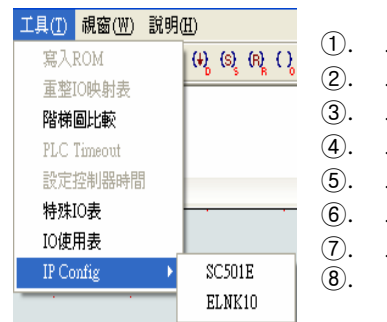 工具(T) 視窗(W) 說明(H)
寫入ROM
重整IO映射表
階梯圖比較
PLC Timeout
設定控制器時間
特殊IO表
IO使用表
IP Config
SC501E
ELNK10
(↓)D (S)S (R)R ( )O
①.
②.
③.
④.
⑤.
⑥.
⑦.
⑧.